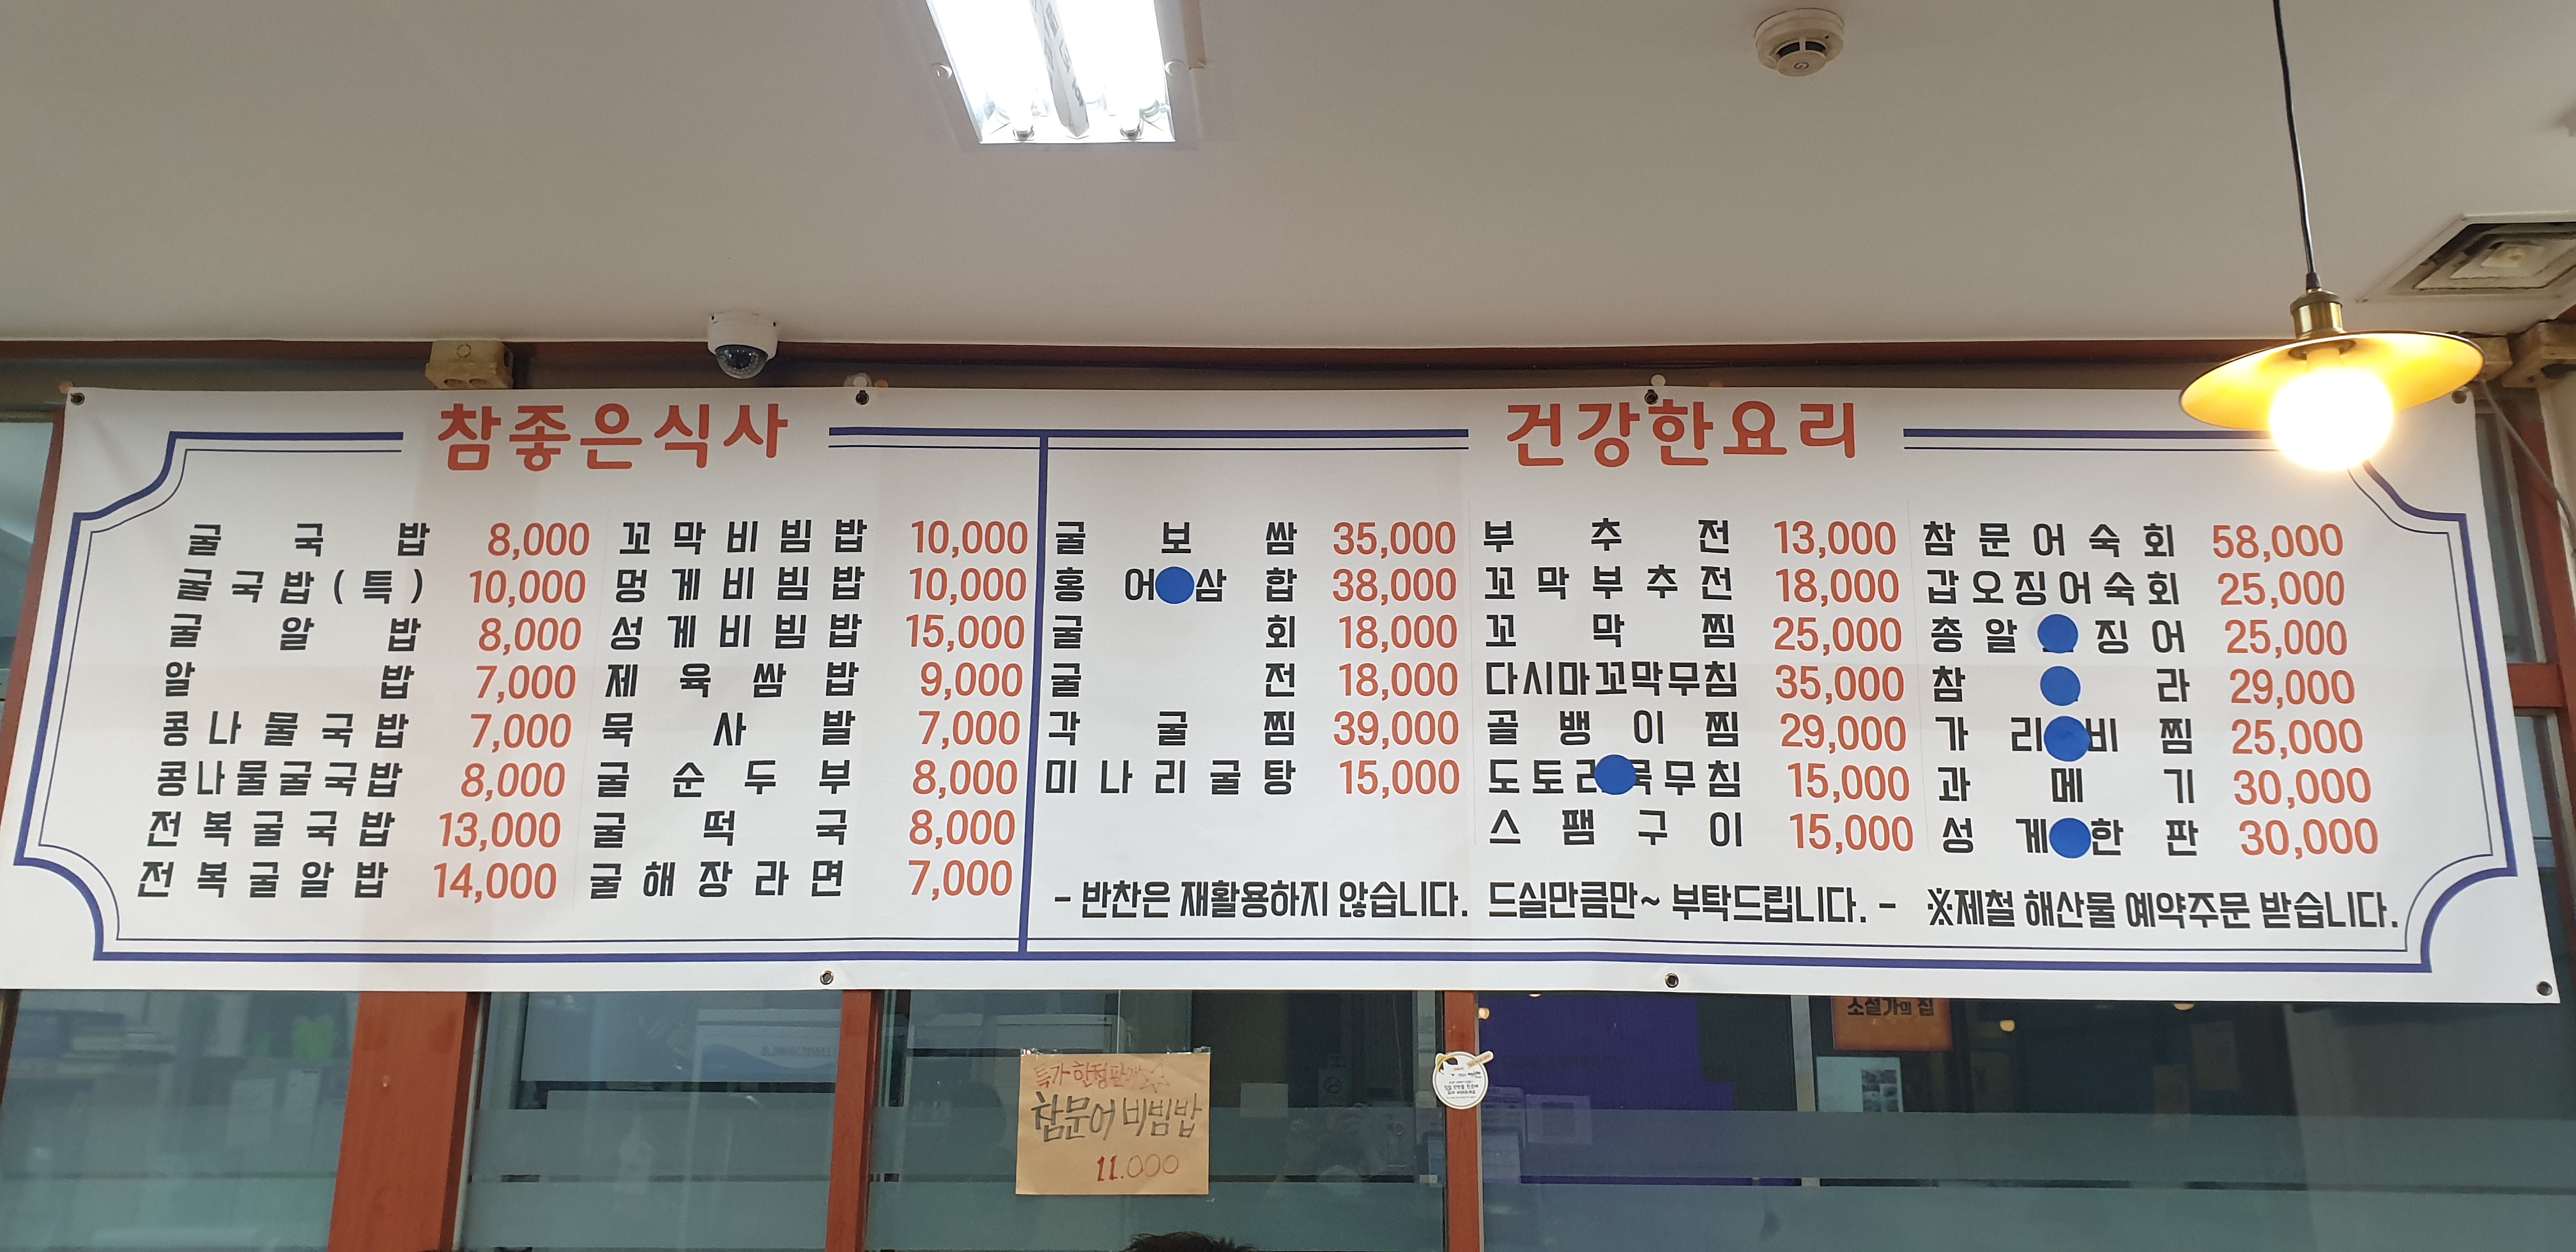 참좋은식사
굴국밥 8,000
굴국밥(특) 10,000
굴알밥 8,000
알밥 7,000
콩나물국밥 7,000
콩나물굴국밥 8,000
전복굴국밥 13,000
전복굴알밥 14,000
꼬막비빔밥 10,000
멍게비빔밥 10,000
성게비빔밥 15,000
제육쌈밥 9,000
묵사발 7,000
굴순두부 8,000
굴떡국 8,000
굴해장라면 7,000
건강한요리
굴보쌈 35,000
홍어 삼합 38,000
굴회 18,000
굴전 18,000
각굴찜 39,000
미나리굴탕 15,000
부추전 13,000
꼬막부추전 18,000
꼬막찜 25,000
다시마꼬막무침 35,000
골뱅이찜 29,000
도토리묵무침 15,000
스팸구이 15,000
참문어숙회 58,000
갑오징어숙회 25,000
총알 징어 25,000
참 라 29,000
가리 비찜 25,000
과메기 30,000
성게 한판 30,000
- 반찬은 재활용하지 않습니다. 드실만큼만~ 부탁드립니다. -
※제철 해산물 예약주문 받습니다.
소설가의 집
특가 한정판매
참문어 비빔밥
11.000